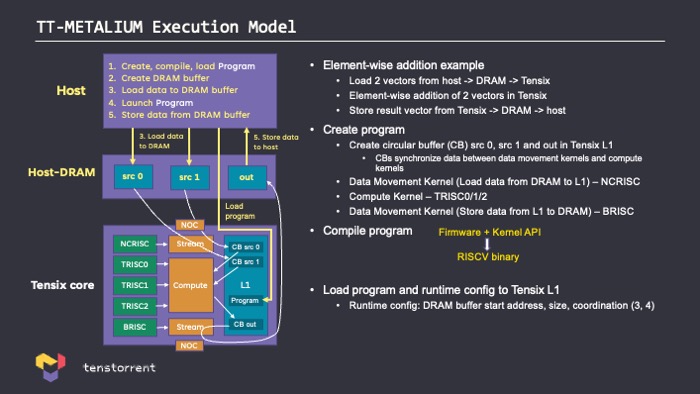 TT-METALIUM Execution Model
Host
1. Create, compile, load Program
2. Create DRAM buffer
3. Load data to DRAM buffer
4. Launch Program
5. Store data from DRAM buffer
3. Load data
to DRAM
5. Store data
to host
Host-DRAM
src 0
src 1
out
Load
program
NOC
Tensix core
NCRISC
TRISC0
TRISC1
TRISC2
BRISC
Stream
Compute
Stream
CB src 0
CB src 1
L1
Program
CB out
NOC
tenstorrent
• Element-wise addition example
• Load 2 vectors from host -> DRAM -> Tensix
• Element-wise addition of 2 vectors in Tensix
• Store result vector from Tensix -> DRAM -> host
• Create program
• Create circular buffer (CB) src 0, src 1 and out in Tensix L1
• CBs synchronize data between data movement kernels and compute
kernels
• Data Movement Kernel (Load data from DRAM to L1) – NCRISC
• Compute Kernel – TRISC0/1/2
• Data Movement Kernel (Store data from L1 to DRAM) – BRISC
• Compile program
Firmware + Kernel API
RISCV binary
• Load program and runtime config to Tensix L1
• Runtime config: DRAM buffer start address, size, coordination (3, 4)